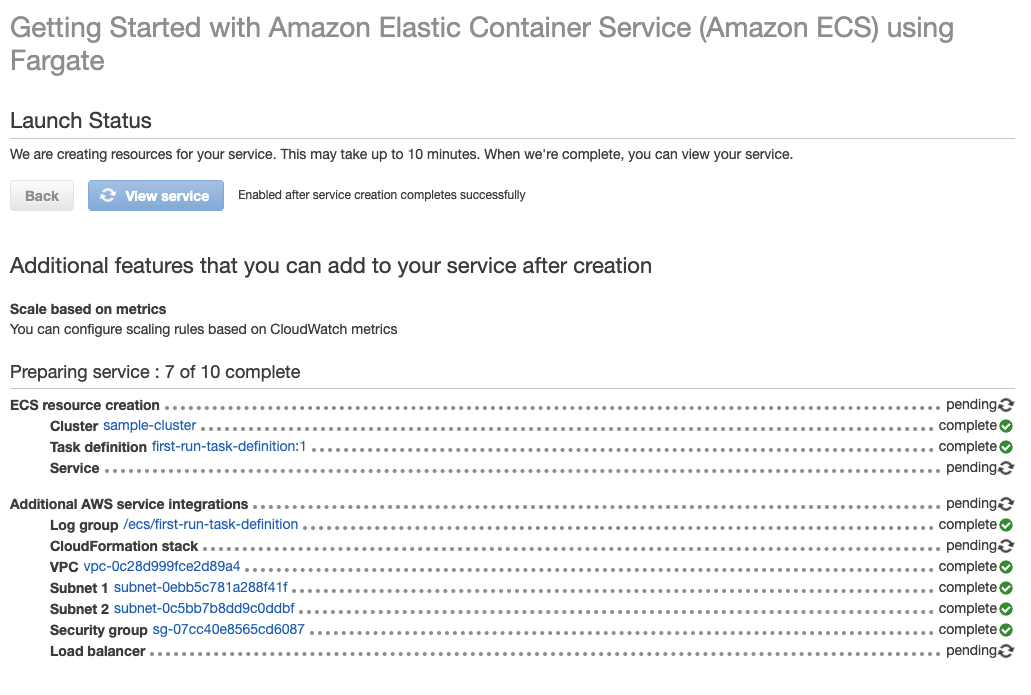 Getting Started with Amazon Elastic Container Service (Amazon ECS) using
Fargate
Launch Status
We are creating resources for your service. This may take up to 10 minutes. When we're complete, you can view your service.
Back View service Enabled after service creation completes successfully
Additional features that you can add to your service after creation
Scale based on metrics
You can configure scaling rules based on CloudWatch metrics
Preparing service : 7 of 10 complete
ECS resource creation pending
Cluster sample-cluster complete
Task definition first-run-task-definition:1 complete
Service pending
Additional AWS service integrations pending
Log group /ecs/first-run-task-definition complete
CloudFormation stack pending
VPC vpc-0c28d999fce2d89a4 complete
Subnet 1 subnet-0ebb5c781a288f41f complete
Subnet 2 subnet-0c5bb7b8dd9c0ddbf complete
Security group sg-07cc40e8565cd6087 complete
Load balancer pending